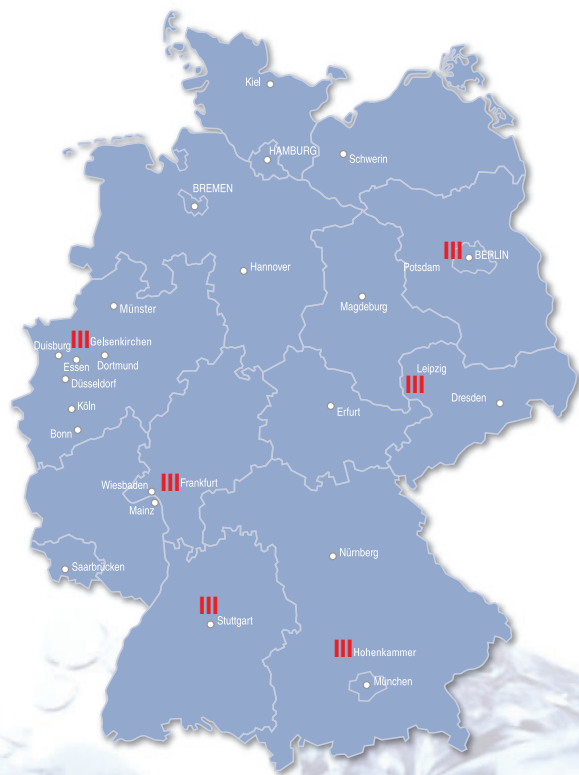 Kiel
HAMBURG
Schwerin
BREMEN
Hannover
Potsdam
BERLIN
Münster
Magdeburg
Gelsenkirchen
Duisburg
Essen
Dortmund
Düsseldorf
Leipzig
Dresden
Köln
Erfurt
Bonn
Wiesbaden
Frankfurt
Mainz
Nürnberg
Saarbrücken
Stuttgart
Hohenkammer
München